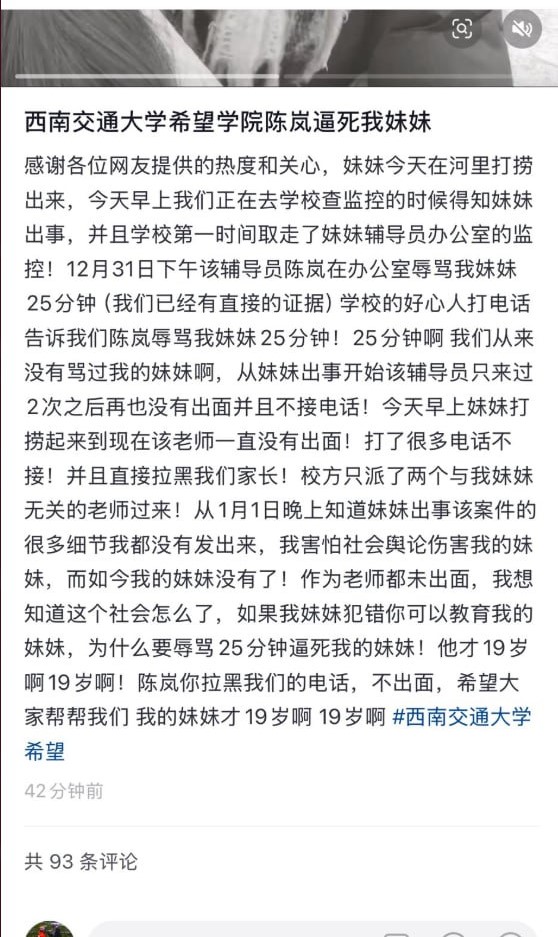 西南交通大学希望学院陈岚逼死我妹妹
感谢各位网友提供的热度和关心，妹妹今天在河里打捞
出来，今天早上我们正在去学校查监控的时候得知妹妹
出事，并且学校第一时间取走了妹妹辅导员办公室的监
控！12月31日下午该辅导员陈岚在办公室辱骂我妹妹
25分钟（我们已经有直接的证据）学校的好心人打电话
告诉我们陈岚辱骂我妹妹25分钟！25分钟啊 我们从来
没有骂过我的妹妹啊，从妹妹出事开始该辅导员只来过
2次之后再也没有出面并且不接电话！今天早上妹妹打
捞起来到现在该老师一直没有出面！打了很多电话不
接！并且直接拉黑我们家长！校方只派了两个与我妹妹
无关的老师过来！从1月1日晚上知道妹妹出事该案件的
很多细节我都没有发出来，我害怕社会舆论伤害我的妹
妹，而如今我的妹妹没有了！作为老师都未出面，我想
知道这个社会怎么了，如果我妹妹犯错你可以教育我的
妹妹，为什么要辱骂25分钟逼死我的妹妹！他才19岁
啊19岁啊！陈岚你拉黑我们的电话，不出面，希望大
家帮帮我们 我的妹妹才19岁啊 19岁啊 #西南交通大学
希望
42分钟前
共 93 条评论